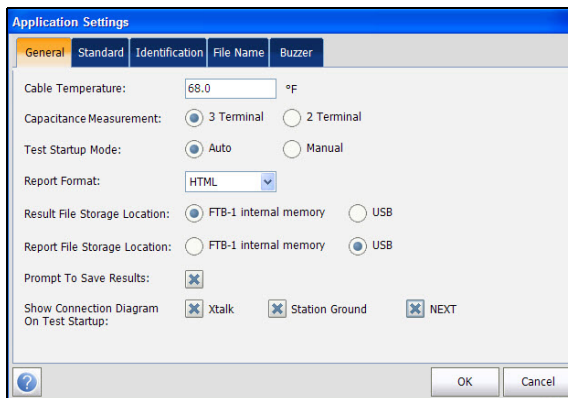 Application Settings
General Standard Identification File Name Buzzer
Cable Temperature: 68.0 °F
Capacitance Measurement: 3 Terminal 2 Terminal
Test Startup Mode: Auto Manual
Report Format: HTML
Result File Storage Location: FTB-1 internal memory USB
Report File Storage Location: FTB-1 internal memory USB
Prompt To Save Results:
Show Connection Diagram
On Test Startup: Xtalk Station Ground NEXT
? OK Cancel